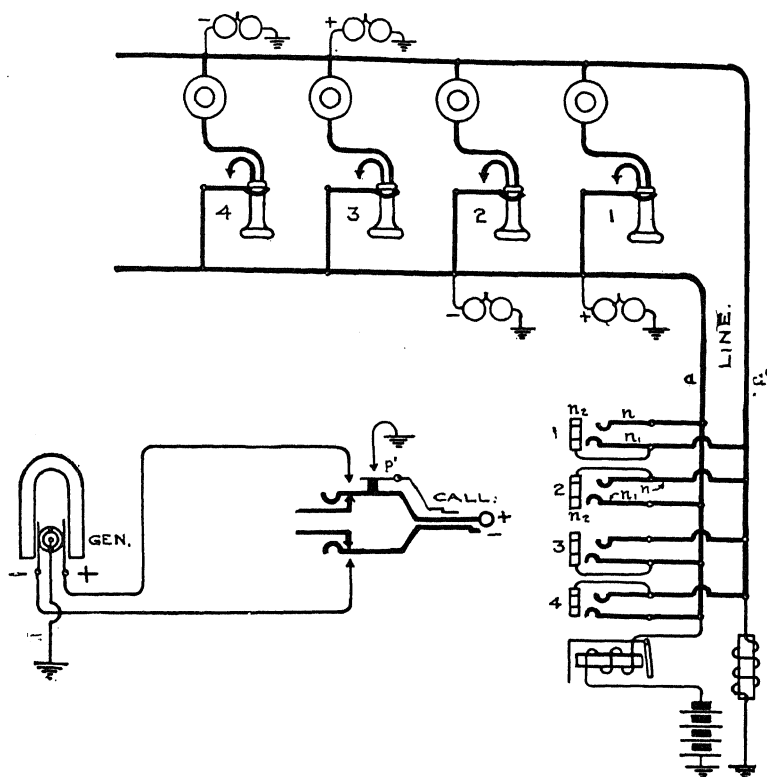 - +
4 3 2 1
- +
LINE.
a a'
n2 n
1 n1
2 n1 n
n2
3
4
P'
CALL:
+
-
GEN.
- +